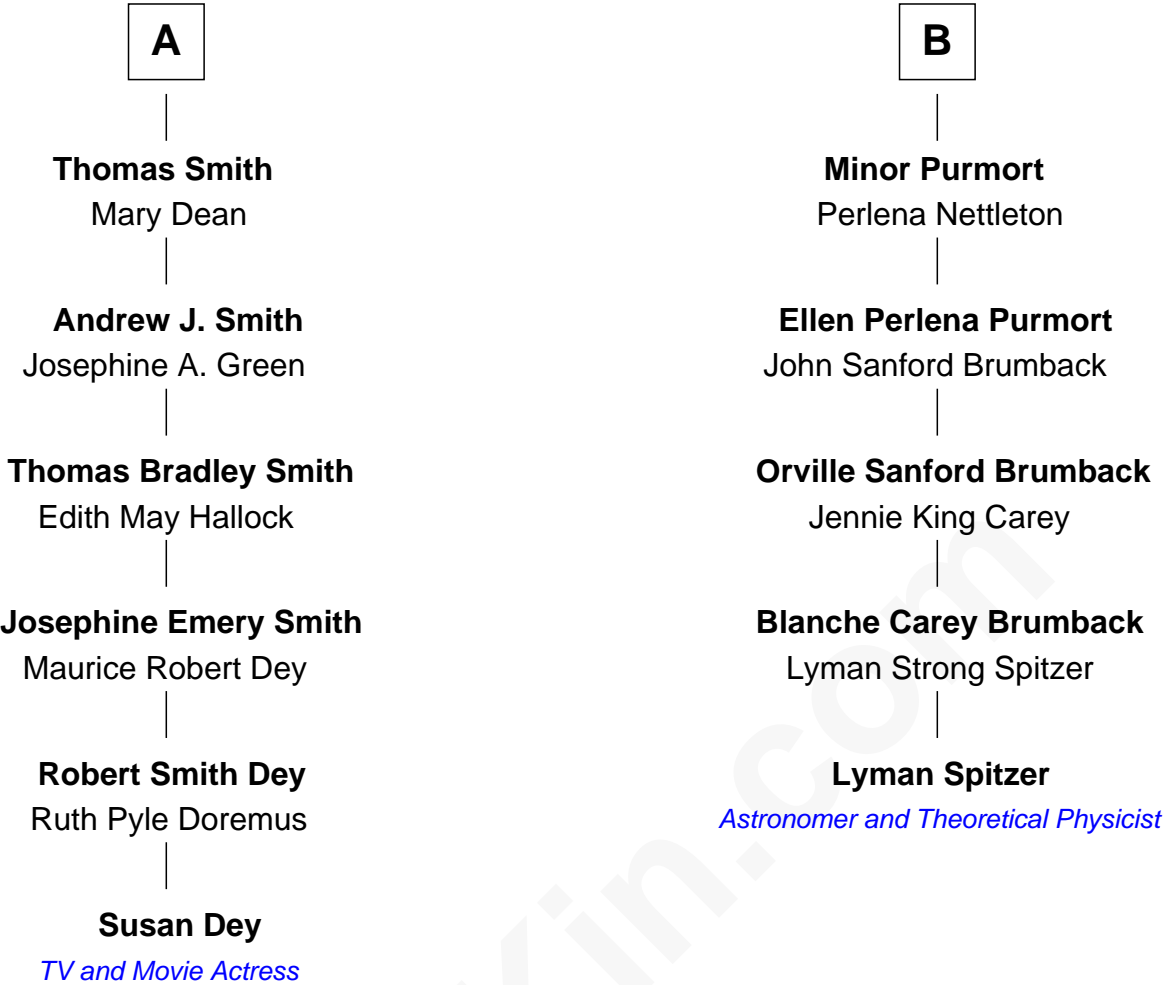 A
Thomas Smith
Mary Dean
Andrew J. Smith
Josephine A. Green
Thomas Bradley Smith
Edith May Hallock
Josephine Emery Smith
Maurice Robert Dey
Robert Smith Dey
Ruth Pyle Doremus
Susan Dey
TV and Movie Actress
B
Minor Purmort
Perlena Nettleton
Ellen Perlena Purmort
John Sanford Brumback
Orville Sanford Brumback
Jennie King Carey
Blanche Carey Brumback
Lyman Strong Spitzer
Lyman Spitzer
Astronomer and Theoretical Physicist